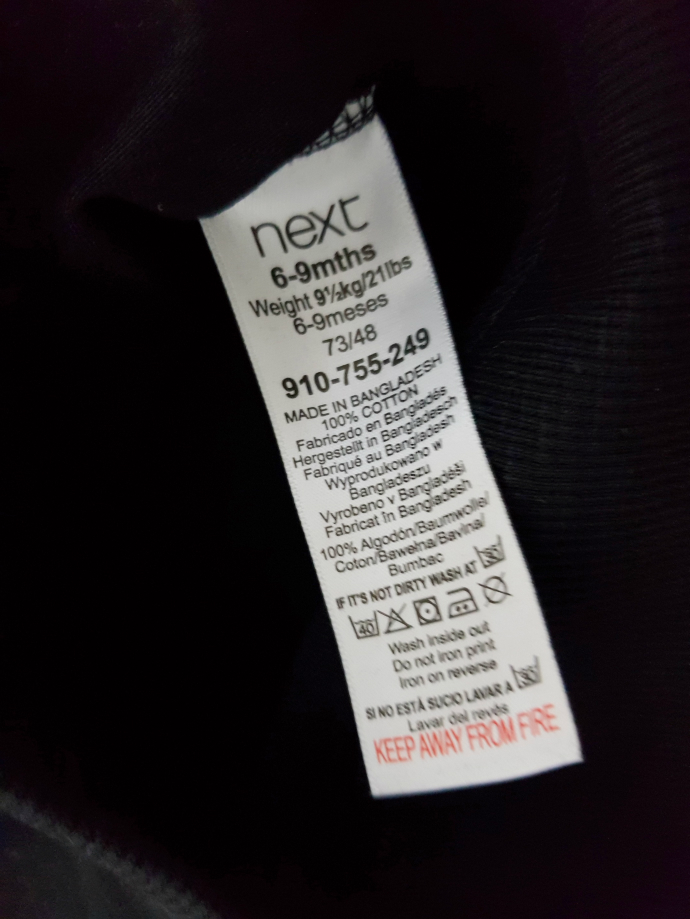 next
6-9mths
Weight 9½kg/21lbs
6-9meses
73/48
910-755-249
MADE IN BANGLADESH
100% COTTON
Fabricado en Bangladés
Hergestellt in Bangladesch
Fabriqué au Bangladesh
Wyprodukowano w
Bangladeszu
Vyrobeno v Bangladéši
Fabricat în Bangladesh
100% Algodón/Baumwolle/
Coton/Bawełna/Bavlna/
Bumbac
IF IT'S NOT DIRTY WASH AT 30
40
Wash inside out
Do not iron print
Iron on reverse
SI NO ESTÁ SUCIO LAVAR A 30
Lavar del revés
KEEP AWAY FROM FIRE